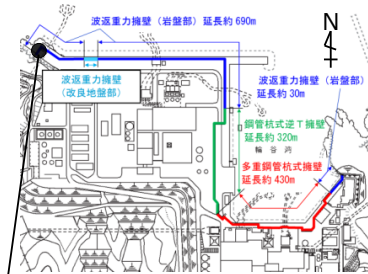 波返重力擁壁（岩盤部）延長約 690m
N
波返重力擁壁
（改良地盤部）
波返重力擁壁（岩盤部）
延長約 30m
鋼管杭式逆T擁壁
延長約 320m
輪谷湾
多重鋼管杭式擁壁
延長約 430m